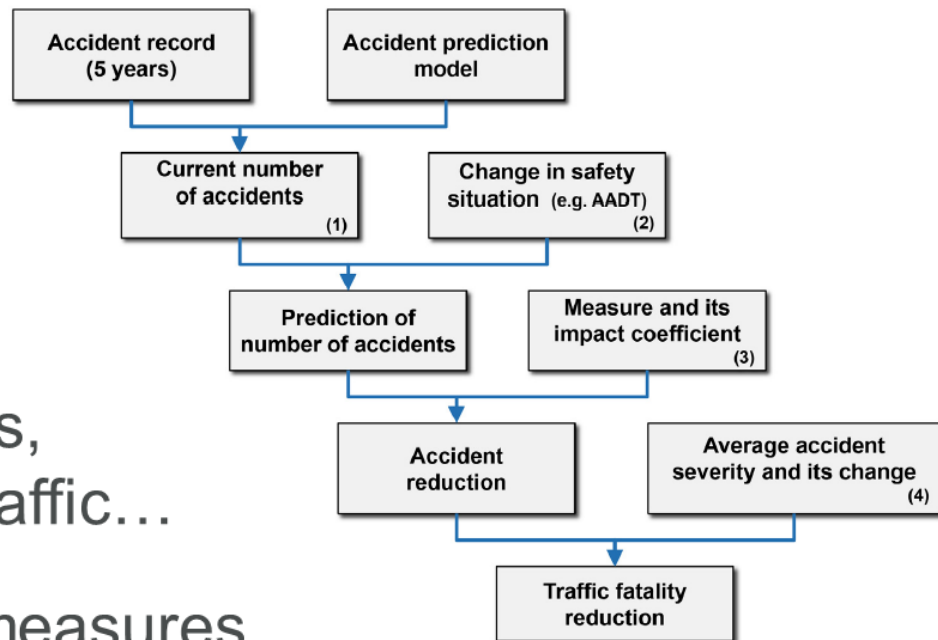 Accident record
(5 years)
Accident prediction
model
Current number
of accidents
(1)
Change in safety
situation (e.g. AADT)
(2)
Prediction of
number of accidents
Measure and its
impact coefficient
(3)
s,
affic…
Accident
reduction
Average accident
severity and its change
(4)
Traffic fatality
reduction
measures